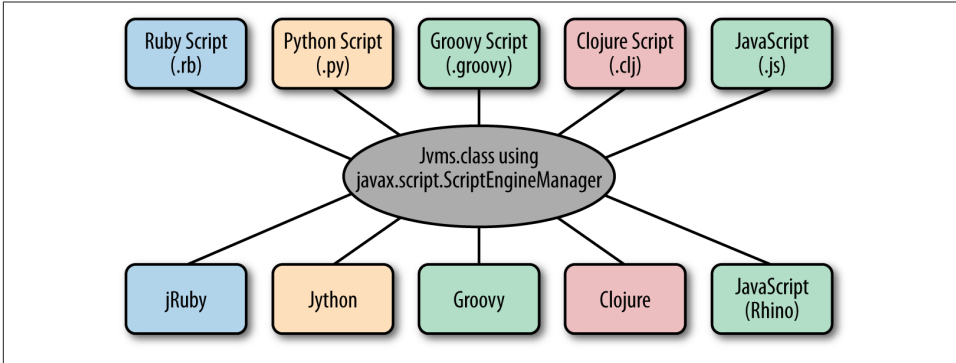 Ruby Script
(.rb)
Python Script
(.py)
Groovy Script
(.groovy)
Clojure Script
(.clj)
JavaScript
(.js)
Jvms.class using
javax.script.ScriptEngineManager
jRuby
Jython
Groovy
Clojure
JavaScript
(Rhino)